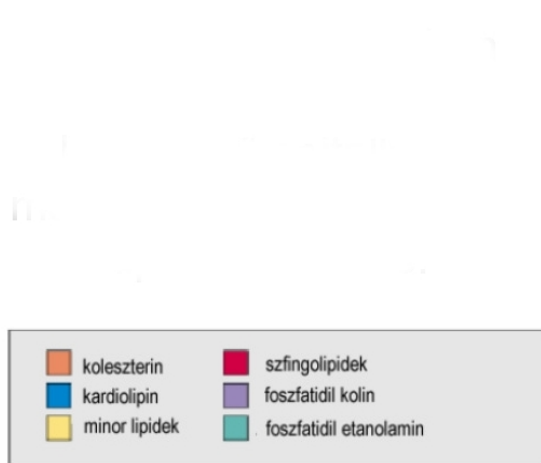 koleszterin
kardiolipin
minor lipidek
szfingolipidek
foszfatidil kolin
foszfatidil etanolamin